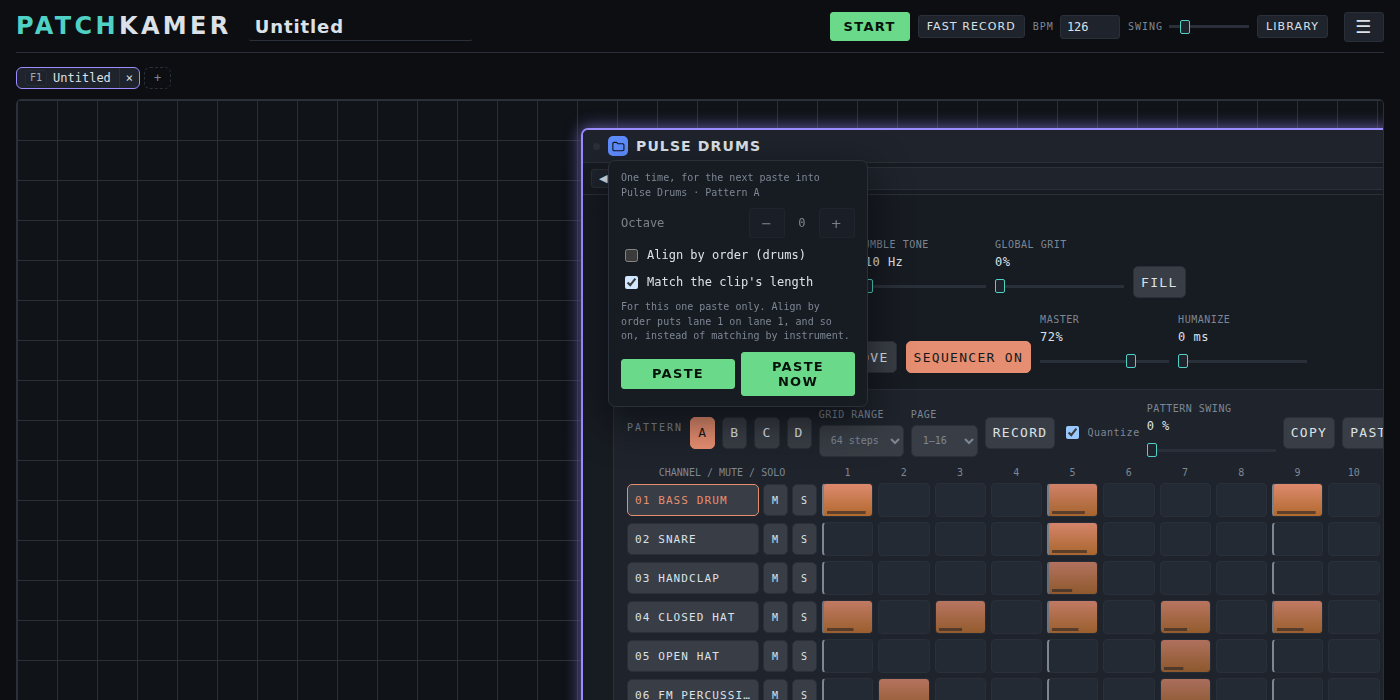 PATCHKAMER
Untitled
START
FAST RECORD
BPM
126
SWING
LIBRARY
F1 Untitled ×
+
PULSE DRUMS
One time, for the next paste into
Pulse Drums · Pattern A
Octave
− 0 +
Align by order (drums)
Match the clip's length
For this one paste only. Align by
order puts lane 1 on lane 1, and so
on, instead of matching by instrument.
PASTE
PASTE
NOW
UMBLE TONE
10 Hz
GLOBAL GRIT
0%
FILL
OVE
SEQUENCER ON
MASTER
72%
HUMANIZE
0 ms
PATTERN
A B C D
GRID RANGE
64 steps
PAGE
1–16
RECORD
Quantize
PATTERN SWING
0 %
COPY
PAST
CHANNEL / MUTE / SOLO 1 2 3 4 5 6 7 8 9 10
01 BASS DRUM M S
02 SNARE M S
03 HANDCLAP M S
04 CLOSED HAT M S
05 OPEN HAT M S
06 FM PERCUSSI… M S